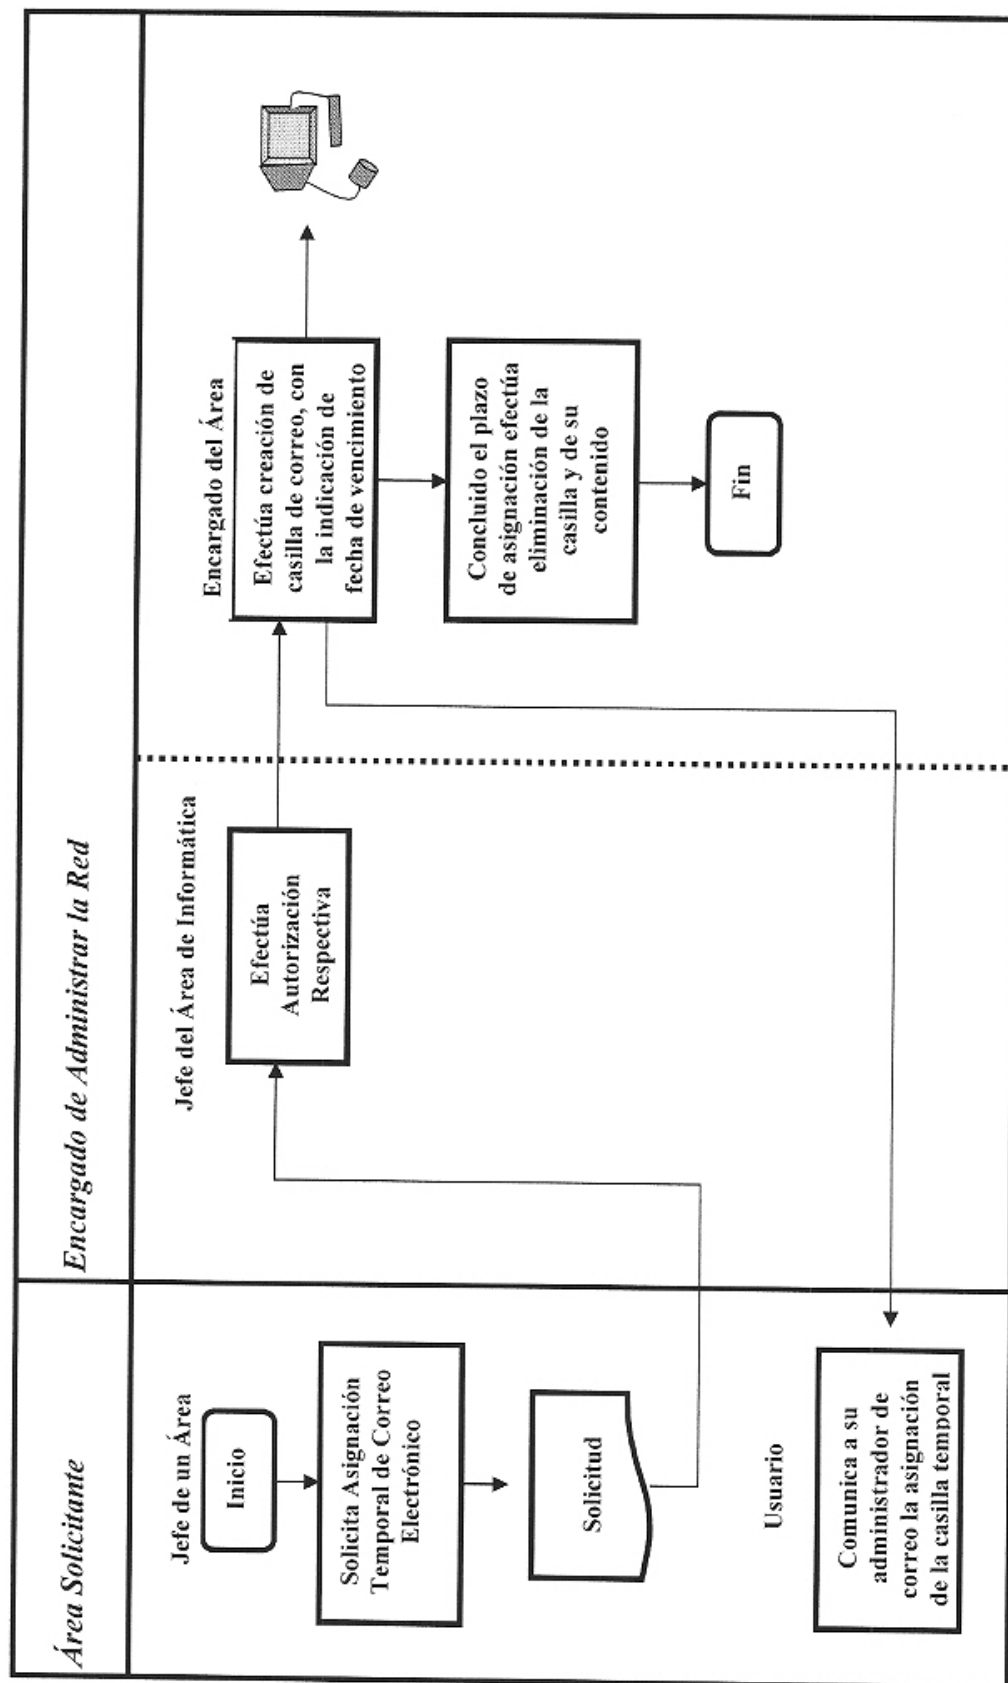 Área Solicitante
Encargado de Administrar la Red
Jefe de un Área
Inicio
Solicita Asignación
Temporal de Correo
Electrónico
Solicitud
Usuario
Comunica a su
administrador de
correo la asignación
de la casilla temporal
Jefe del Área de Informática
Efectúa
Autorización
Respectiva
Encargado del Área
Efectúa creación de
casilla de correo, con
la indicación de
fecha de vencimiento
Concluido el plazo
de asignación efectúa
eliminación de la
casilla y de su
contenido
Fin